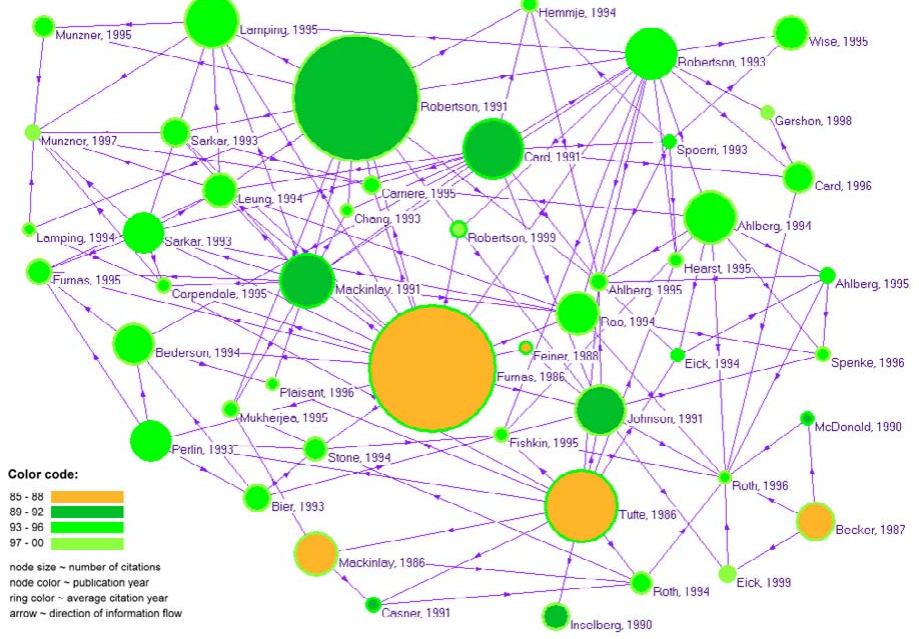 Hemmje, 1994
Munzner, 1995
Lamping, 1995
Wise, 1995
Robertson, 1993
Robertson, 1991
Gershon, 1998
Munzner, 1997
Sarkar, 1993
Card, 1991
Spoerri, 1993
Card, 1996
Leung, 1994
Carriere, 1995
Chang, 1993
Ahlberg, 1994
Lamping, 1994
Sarkar, 1993
Robertson, 1999
Hearst, 1995
Furnas, 1995
Carpendale, 1995
Mackinlay, 1991
Ahlberg, 1995
Ahlberg, 1995
Rao, 1994
Bederson, 1994
Feiner, 1988
Eick, 1994
Spenke, 1996
Furnas, 1986
Plaisant, 1996
Mukherjea, 1995
Johnson, 1991
McDonald, 1990
Perlin, 1993
Stone, 1994
Fishkin, 1995
Color code:
85 - 88
89 - 92
93 - 96
97 - 00
Roth, 1996
Bier, 1993
Tufte, 1986
Becker, 1987
Mackinlay, 1986
node size ~ number of citations
node color ~ publication year
ring color ~ average citation year
arrow ~ direction of information flow
Eick, 1999
Roth, 1994
Casner, 1991
Inselberg, 1990